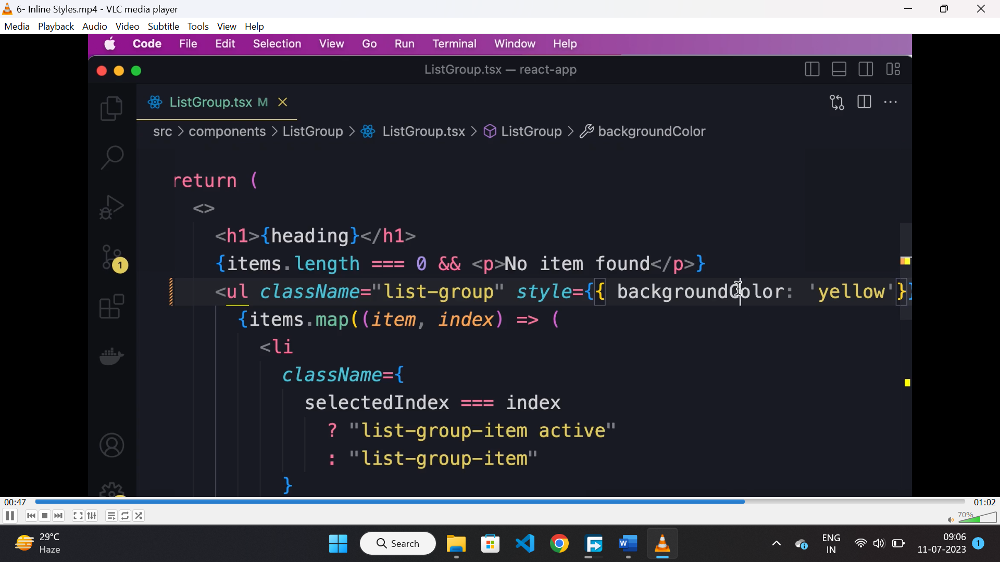 6- Inline Styles.mp4 - VLC media player
Media Playback Audio Video Subtitle Tools View Help
Code File Edit Selection View Go Run Terminal Window Help
ListGroup.tsx — react-app
ListGroup.tsx M
src > components > ListGroup > ListGroup.tsx > ListGroup > backgroundColor
return (
<>
<h1>{heading}</h1>
{items.length === 0 && <p>No item found</p>}
<ul className="list-group" style={{ backgroundColor: 'yellow'}}
{items.map((item, index) => (
<li
className={
selectedIndex === index
? "list-group-item active"
: "list-group-item"
}
1
00:47
01:02
70%
29°C
Haze
Search
ENG
IN
09:06
11-07-2023
1